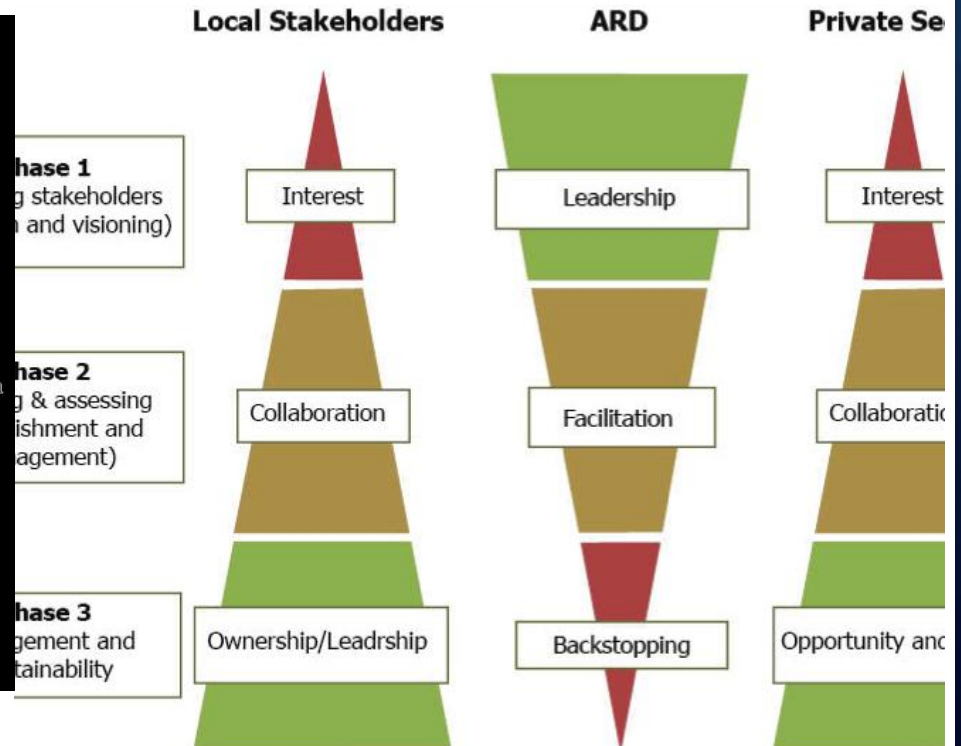 Local Stakeholders ARD Private Se
hase 1
g stakeholders
n and visioning)
Interest
Leadership
Interest
hase 2
g & assessing
ishment and
agement)
Collaboration
Facilitation
Collaboratio
hase 3
gement and
tainability
Ownership/Leadrship
Backstopping
Opportunity and